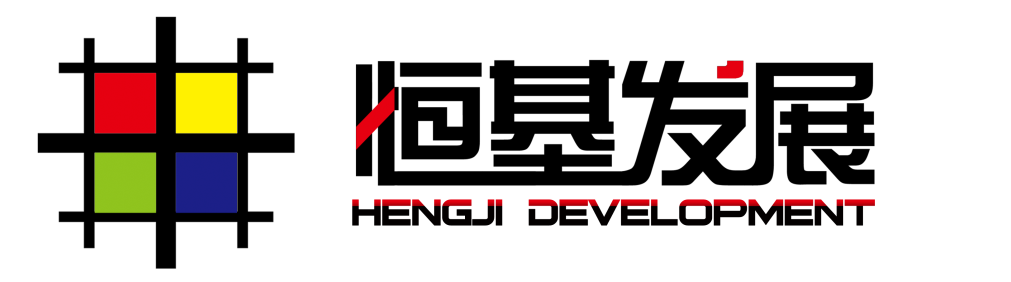 恒基发展
HENGJI DEVELOPMENT